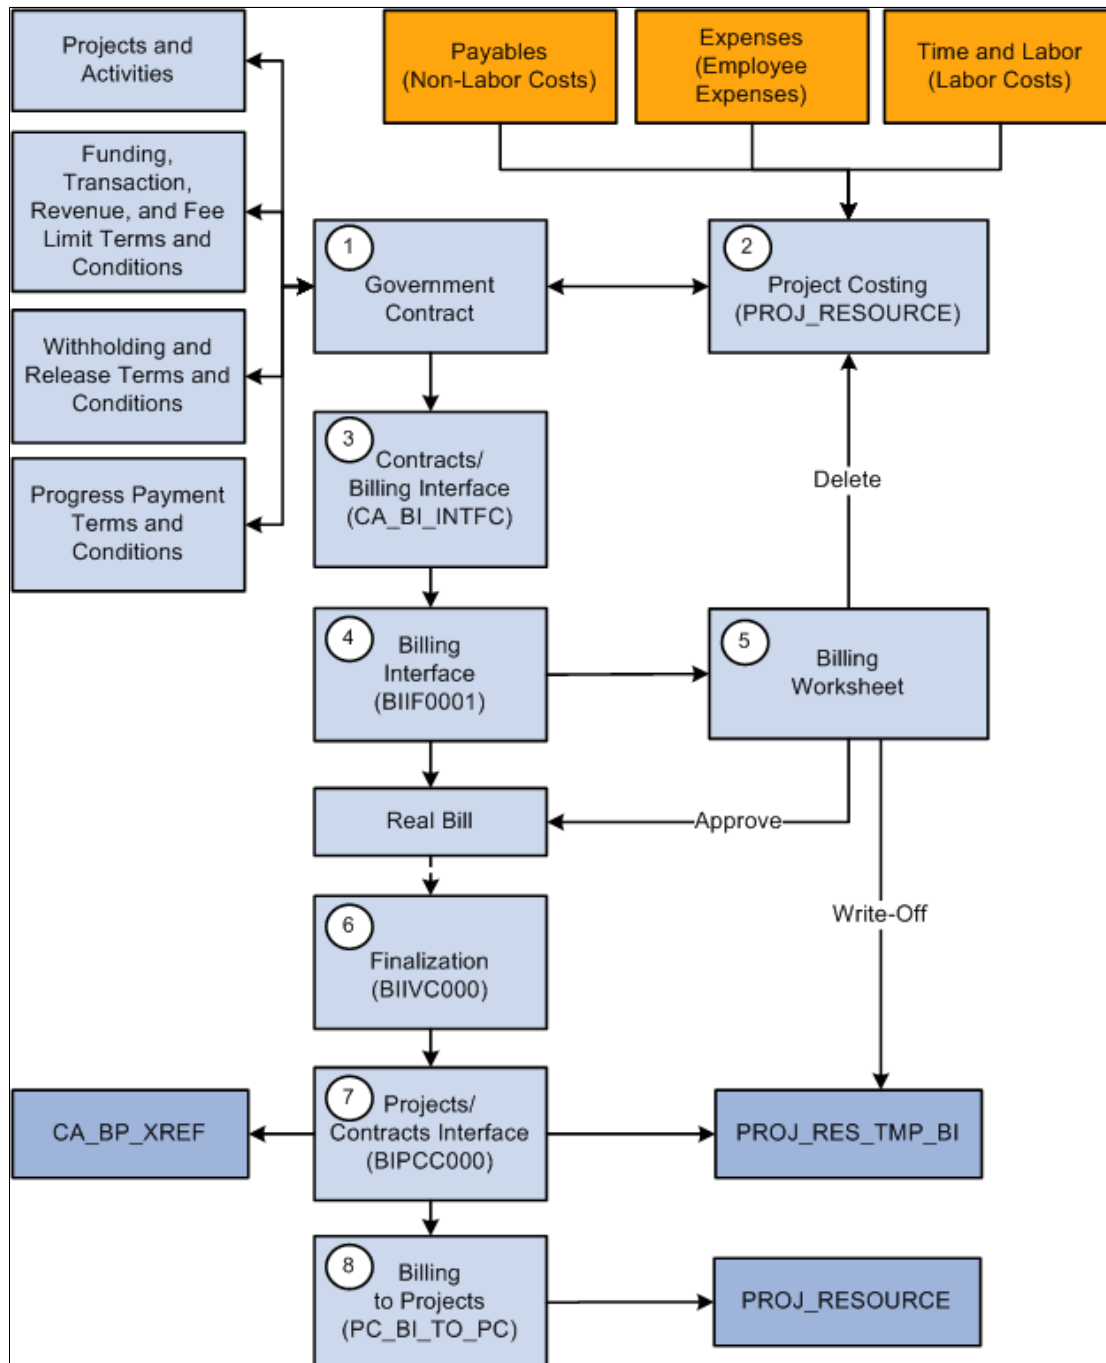 Projects and
Activities
Payables
(Non-Labor Costs)
Expenses
(Employee
Expenses)
Time and Labor
(Labor Costs)
Funding,
Transaction,
Revenue, and Fee
Limit Terms and
Conditions
1
Government
Contract
2
Project Costing
(PROJ_RESOURCE)
Withholding and
Release Terms and
Conditions
3
Contracts/
Billing Interface
(CA_BI_INTFC)
Delete
Progress Payment
Terms and
Conditions
4
Billing
Interface
(BIIF0001)
5
Billing
Worksheet
Real Bill
Approve
6
Finalization
(BIIVC000)
Write-Off
CA_BP_XREF
7
Projects/
Contracts Interface
(BIPCC000)
PROJ_RES_TMP_BI
8
Billing
to Projects
(PC_BI_TO_PC)
PROJ_RESOURCE